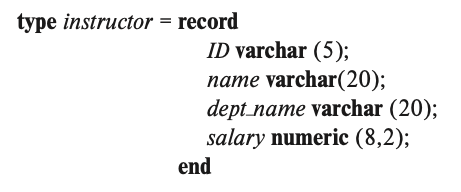 type instructor = record
ID varchar (5);
name varchar(20);
dept_name varchar (20);
salary numeric (8,2);
end